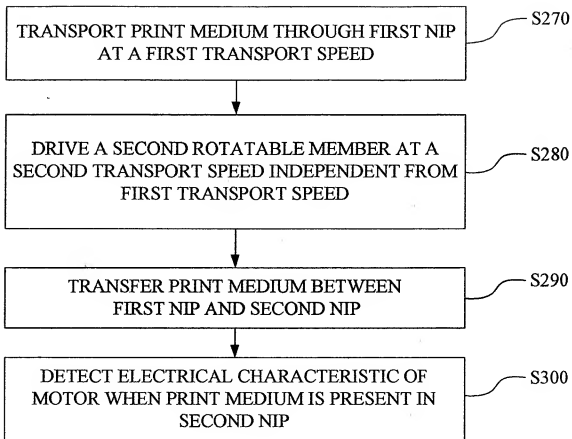 TRANSPORT PRINT MEDIUM THROUGH FIRST NIP
AT A FIRST TRANSPORT SPEED
S270
DRIVE A SECOND ROTATABLE MEMBER AT A
SECOND TRANSPORT SPEED INDEPENDENT FROM
FIRST TRANSPORT SPEED
S280
TRANSFER PRINT MEDIUM BETWEEN
FIRST NIP AND SECOND NIP
S290
DETECT ELECTRICAL CHARACTERISTIC OF
MOTOR WHEN PRINT MEDIUM IS PRESENT IN
SECOND NIP
S300